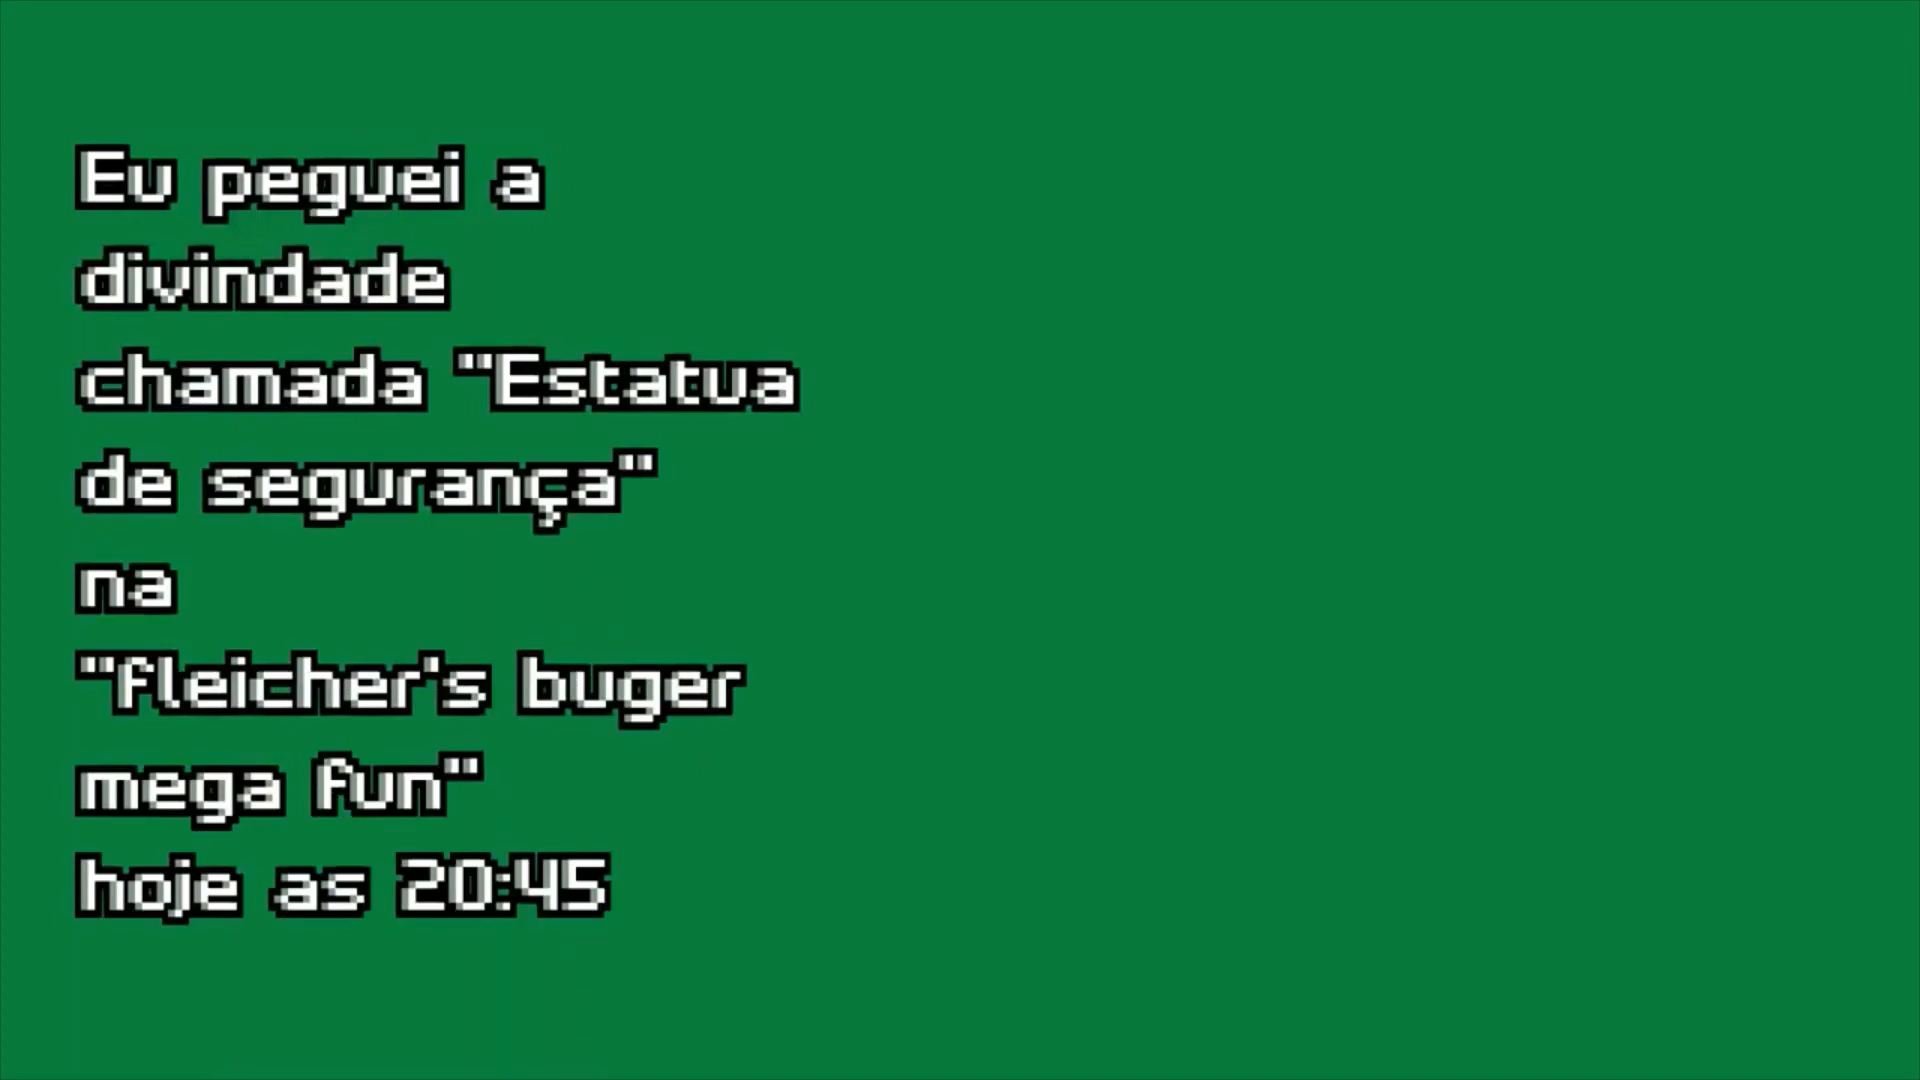 Eu peguei a
divindade
chamada "Estatua
de segurança"
na
"fleicher's buger
mega fun"
hoje as 20:45